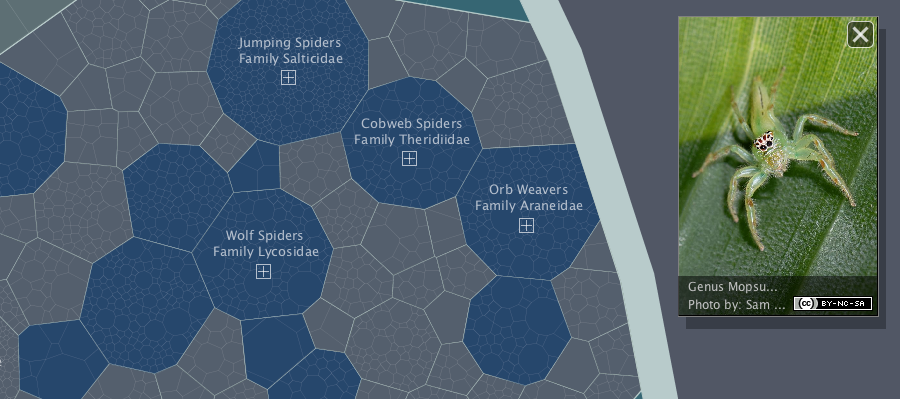 Jumping Spiders
Family Salticidae
Cobweb Spiders
Family Theridiidae
Orb Weavers
Family Araneidae
Wolf Spiders
Family Lycosidae
Genus Mopsu...
Photo by: Sam ...
cc BY-NC-SA